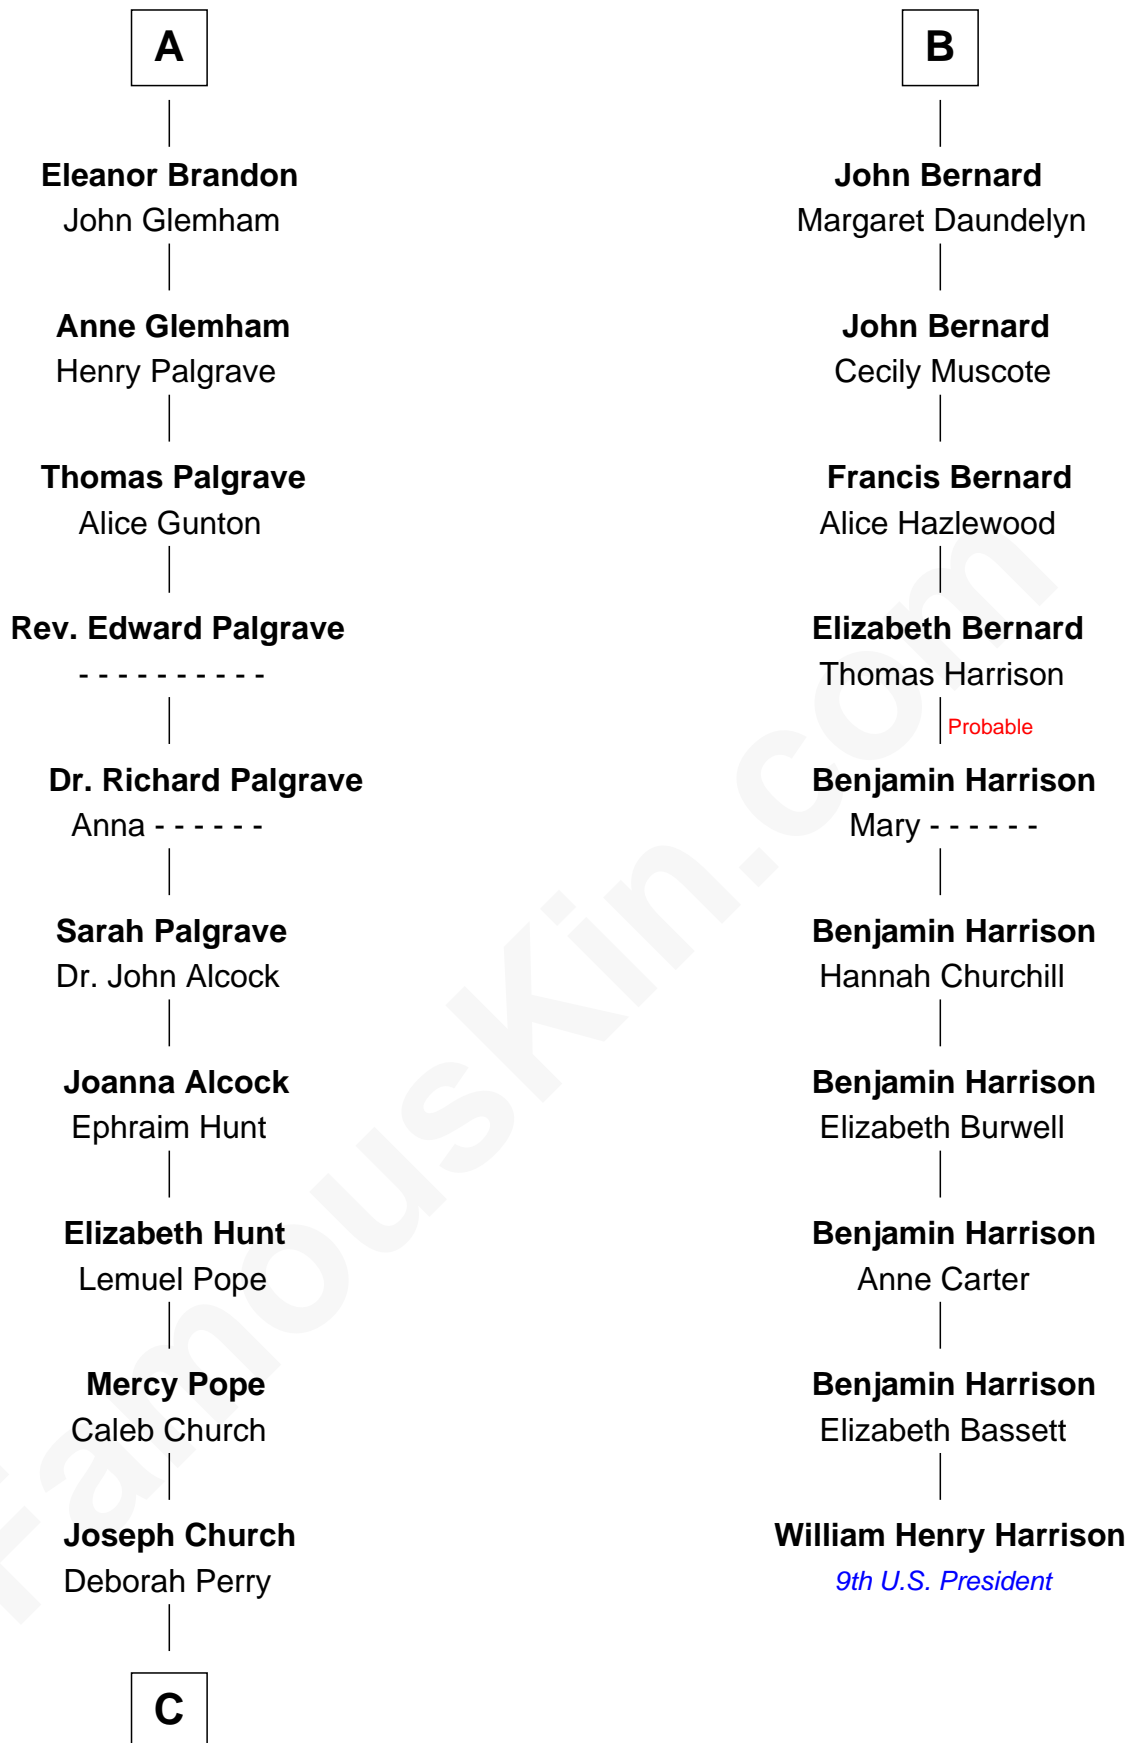 A
Eleanor Brandon
John Glemham
Anne Glemham
Henry Palgrave
Thomas Palgrave
Alice Gunton
Rev. Edward Palgrave
- - - - - - - - - -
Dr. Richard Palgrave
Anna - - - - - -
Sarah Palgrave
Dr. John Alcock
Joanna Alcock
Ephraim Hunt
Elizabeth Hunt
Lemuel Pope
Mercy Pope
Caleb Church
Joseph Church
Deborah Perry
C
B
John Bernard
Margaret Daundelyn
John Bernard
Cecily Muscote
Francis Bernard
Alice Hazlewood
Elizabeth Bernard
Thomas Harrison
Probable
Benjamin Harrison
Mary - - - - - -
Benjamin Harrison
Hannah Churchill
Benjamin Harrison
Elizabeth Burwell
Benjamin Harrison
Anne Carter
Benjamin Harrison
Elizabeth Bassett
William Henry Harrison
9th U.S. President
FamousKin.com